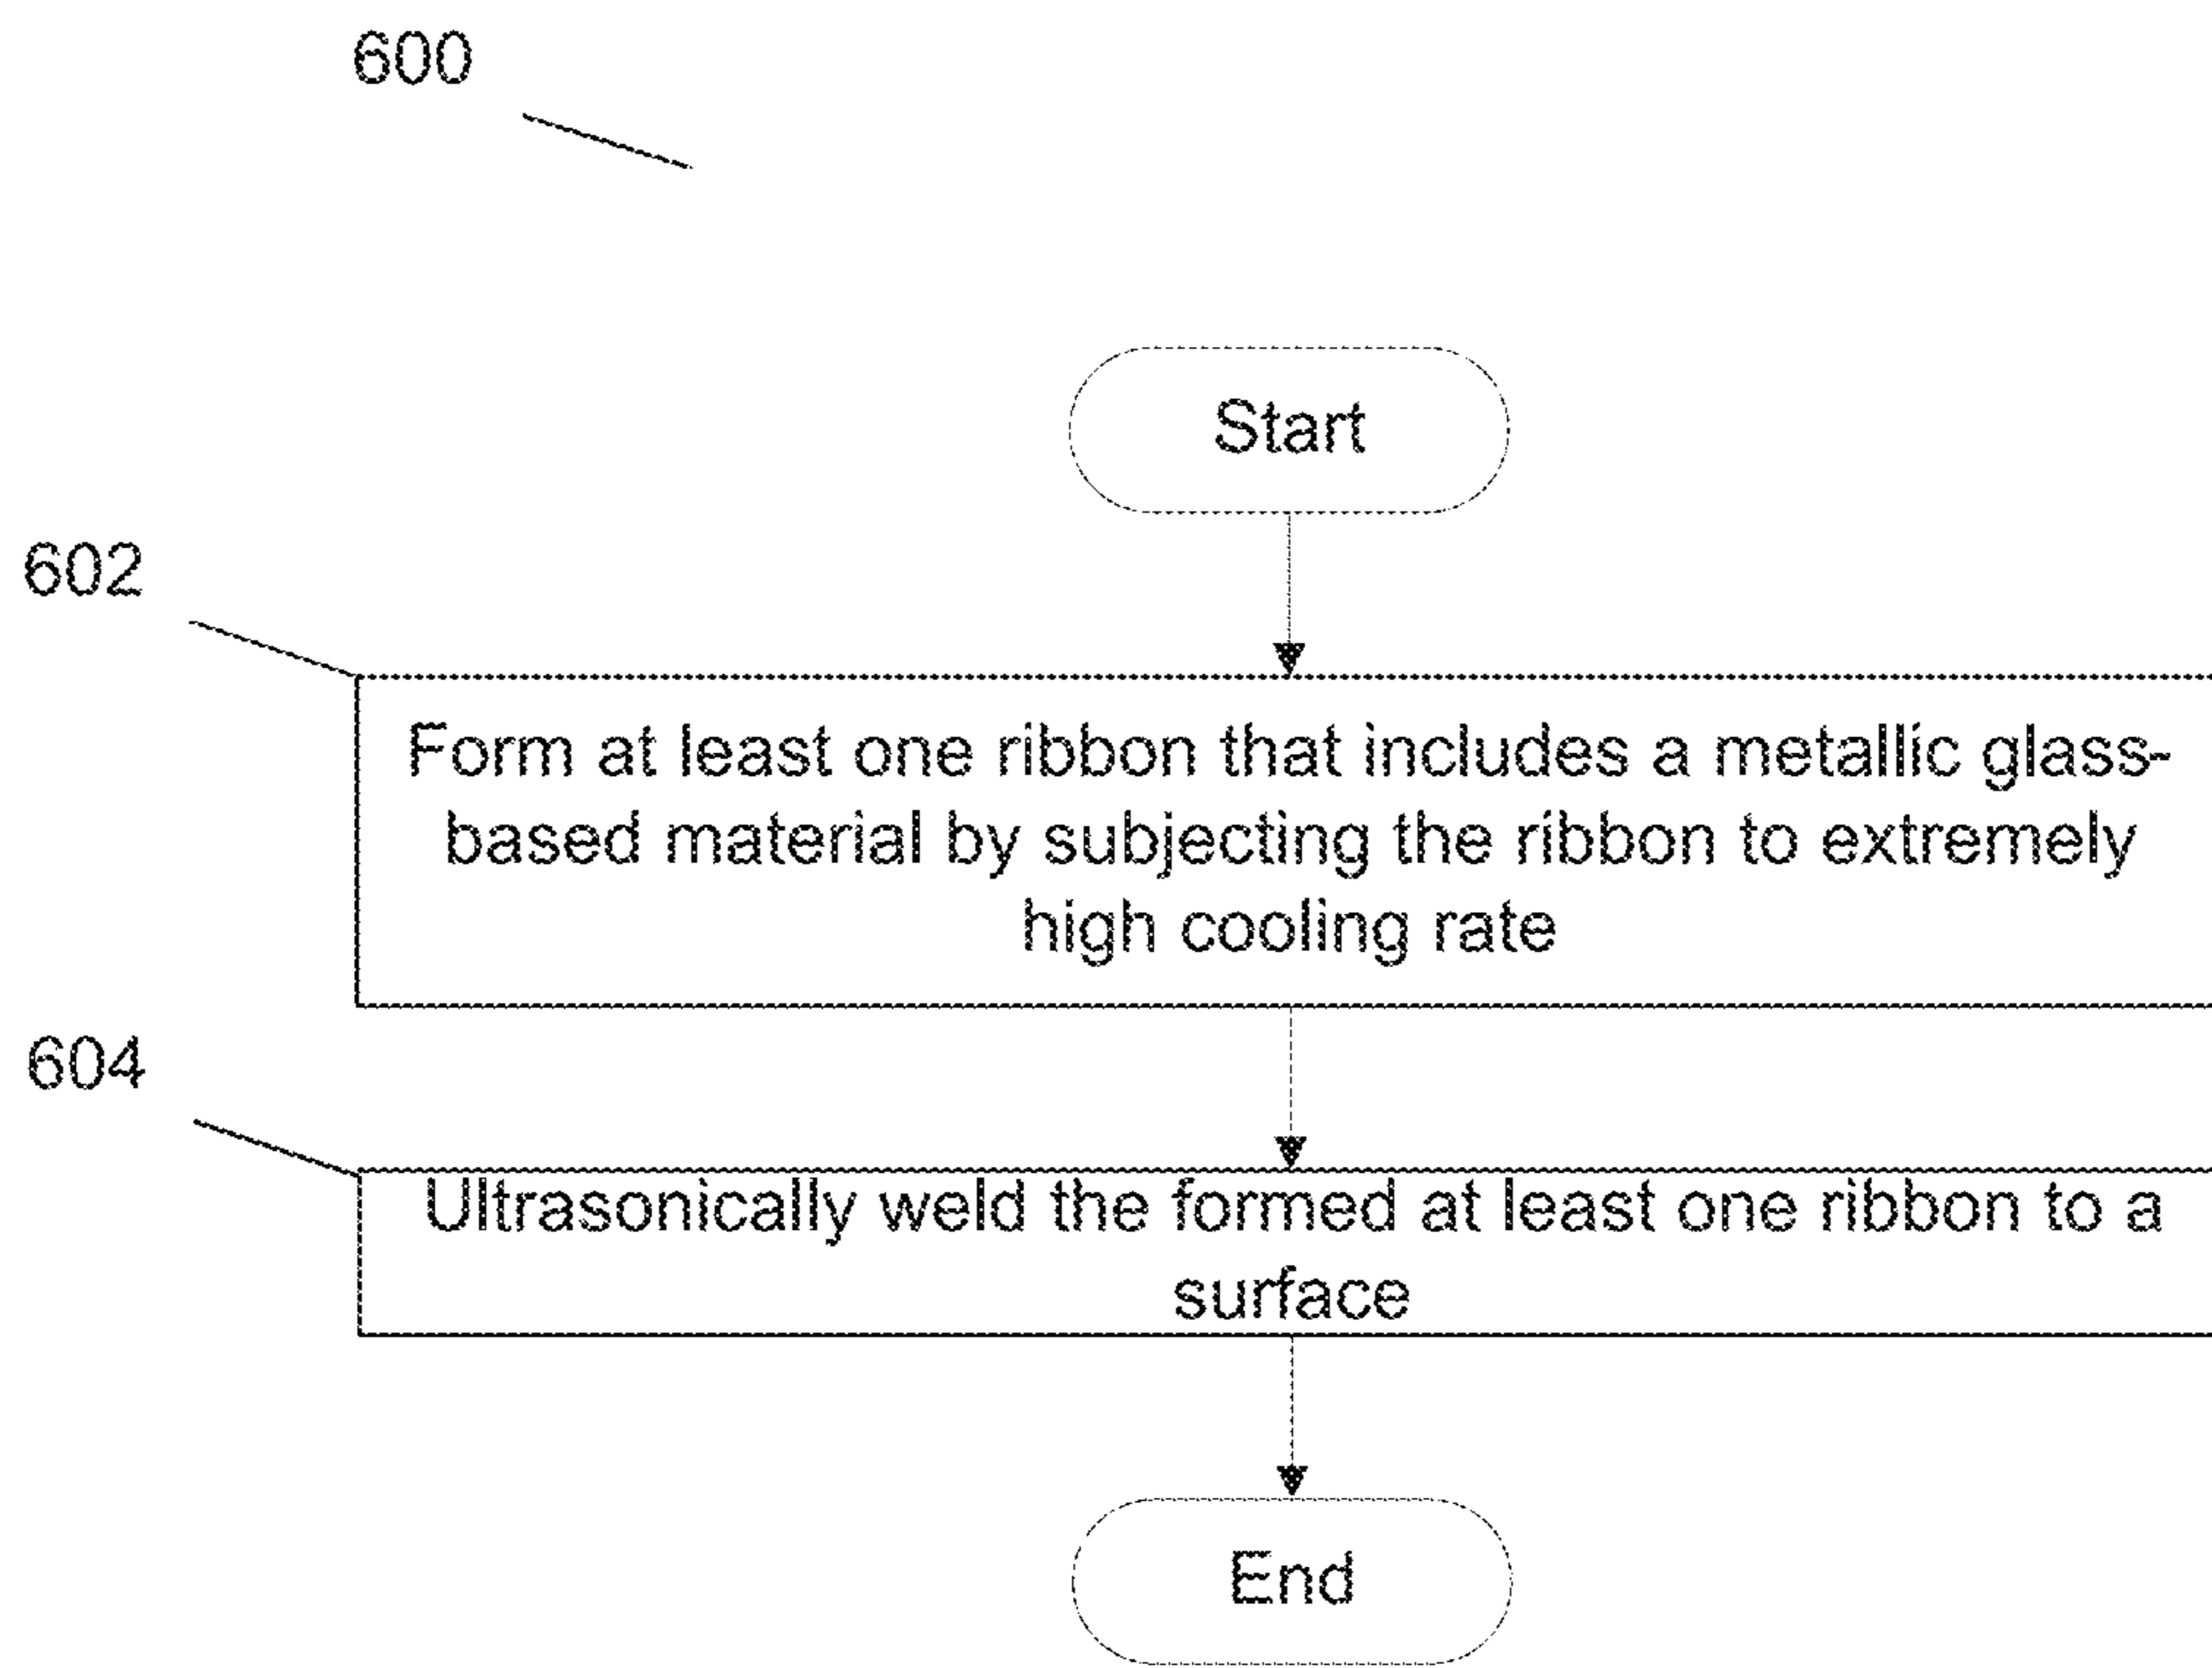 600
Start
602
Form at least one ribbon that includes a metallic glass-
based material by subjecting the ribbon to extremely
high cooling rate
604
Ultrasonically weld the formed at least one ribbon to a
surface
End